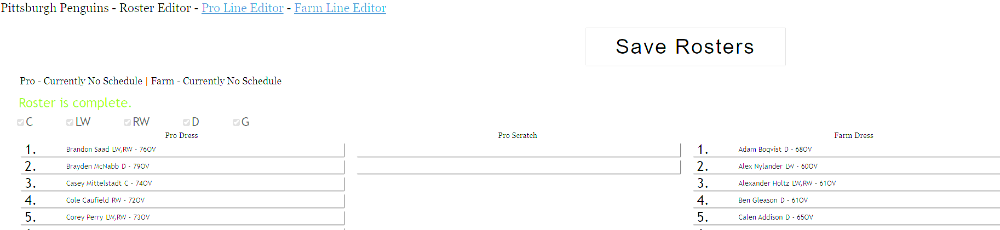 Pittsburgh Penguins - Roster Editor - Pro Line Editor - Farm Line Editor
Save Rosters
Pro - Currently No Schedule | Farm - Currently No Schedule
Roster is complete.
C LW RW D G
Pro Dress
1. Brandon Saad LW,RW - 76OV
2. Brayden McNabb D - 79OV
3. Casey Mittelstadt C - 74OV
4. Cole Caufield RW - 72OV
5. Corey Perry LW,RW - 73OV
Pro Scratch
Farm Dress
1. Adam Boqvist D - 68OV
2. Alex Nylander LW - 60OV
3. Alexander Holtz LW,RW - 61OV
4. Ben Gleason D - 61OV
5. Calen Addison D - 65OV